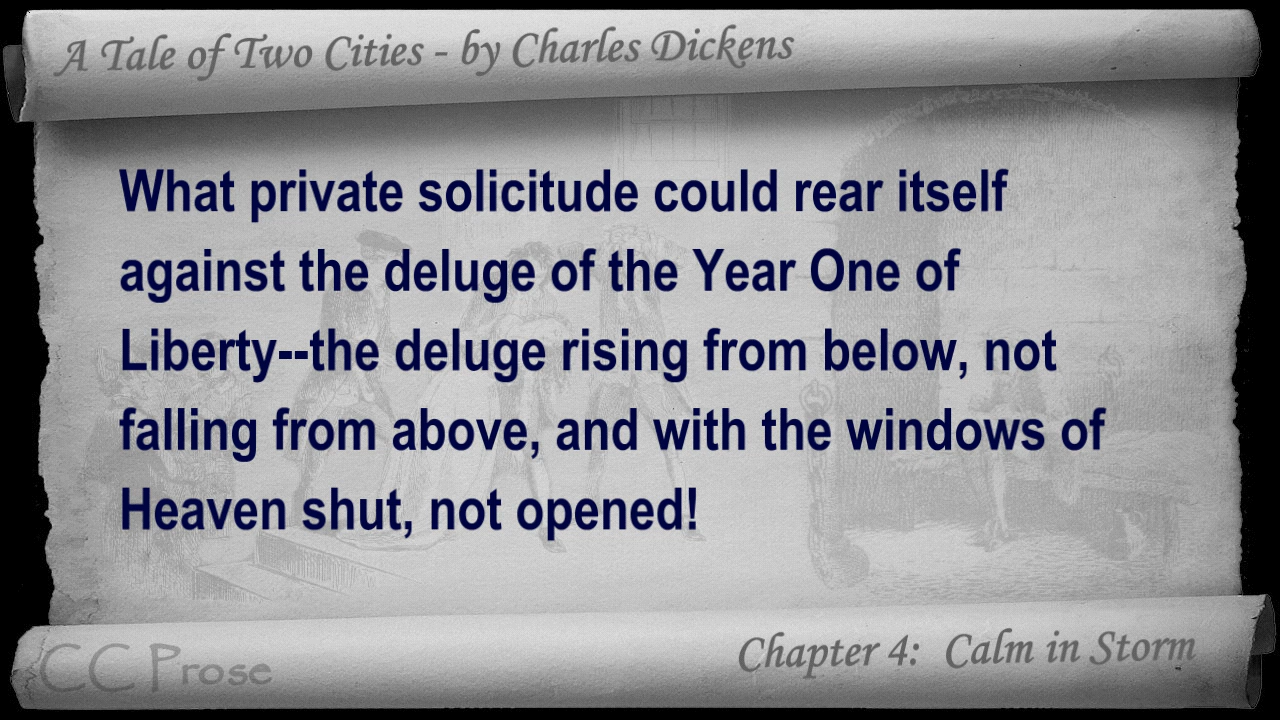 A Tale of Two Cities - by Charles Dickens
What private solicitude could rear itself
against the deluge of the Year One of
Liberty--the deluge rising from below, not
falling from above, and with the windows of
Heaven shut, not opened!
CC Prose
Chapter 4: Calm in Storm